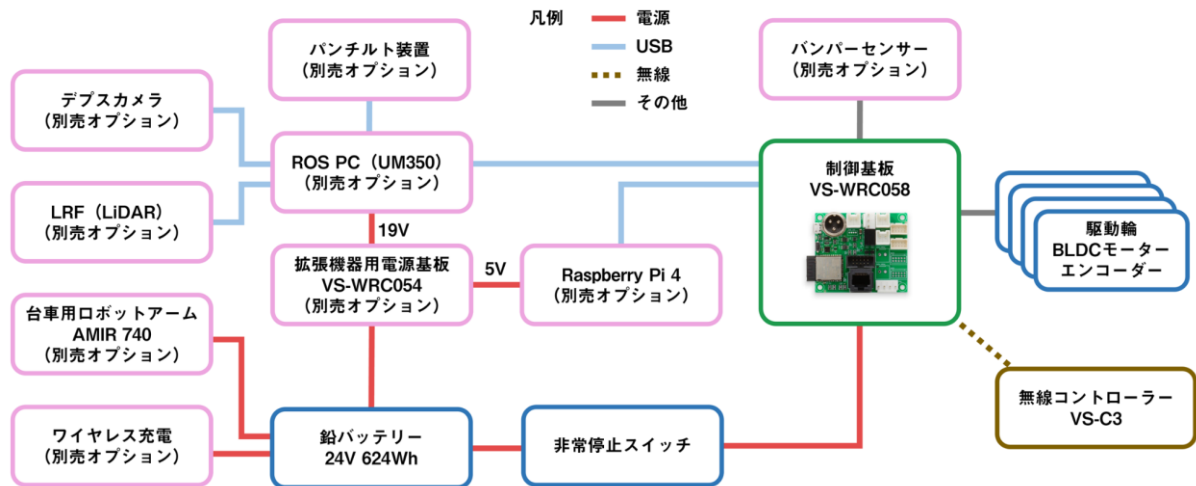 凡例
電源
USB
無線
その他
パンチルト装置
（別売オプション）
バンパーセンサー
（別売オプション）
デプスカメラ
（別売オプション）
ROS PC（UM350）
（別売オプション）
制御基板
VS-WRC058
LRF（LiDAR）
（別売オプション）
19V
駆動輪
BLDCモーター
エンコーダー
拡張機器用電源基板
VS-WRC054
（別売オプション）
5V
Raspberry Pi 4
（別売オプション）
台車用ロボットアーム
AMIR 740
（別売オプション）
無線コントローラー
VS-C3
ワイヤレス充電
（別売オプション）
鉛バッテリー
24V 624Wh
非常停止スイッチ